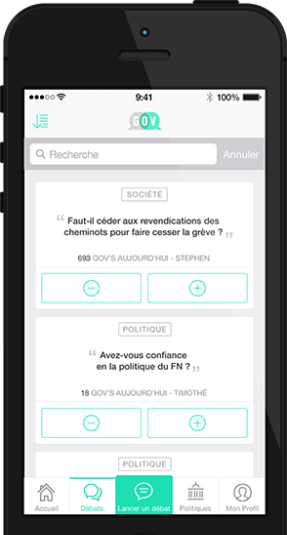 9:41
100%
GOV
Recherche
Annuler
SOCIÉTÉ
“ Faut-il céder aux revendications des
cheminots pour faire cesser la grève ? ”
693 GOV'S AUJOURD'HUI - STEPHEN
POLITIQUE
“ Avez-vous confiance
en la politique du FN ? ”
18 GOV'S AUJOURD'HUI - TIMOTHÉ
POLITIQUE
Accueil
Débats
Lancer un débat
Politiques
Mon Profil